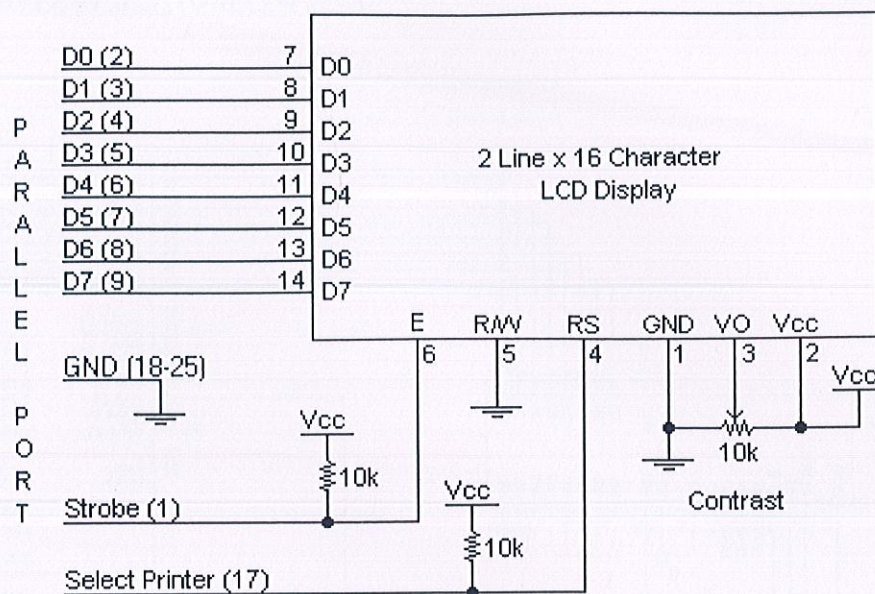 PARALLEL PORT
D0 (2) 7 D0
D1 (3) 8 D1
D2 (4) 9 D2
D3 (5) 10 D3
D4 (6) 11 D4
D5 (7) 12 D5
D6 (8) 13 D6
D7 (9) 14 D7
2 Line x 16 Character
LCD Display
E R/W RS GND VO Vcc
6 5 4 1 3 2
GND (18-25)
Vcc
Vcc
10k
10k
Contrast
Strobe (1)
Vcc
10k
Select Printer (17)